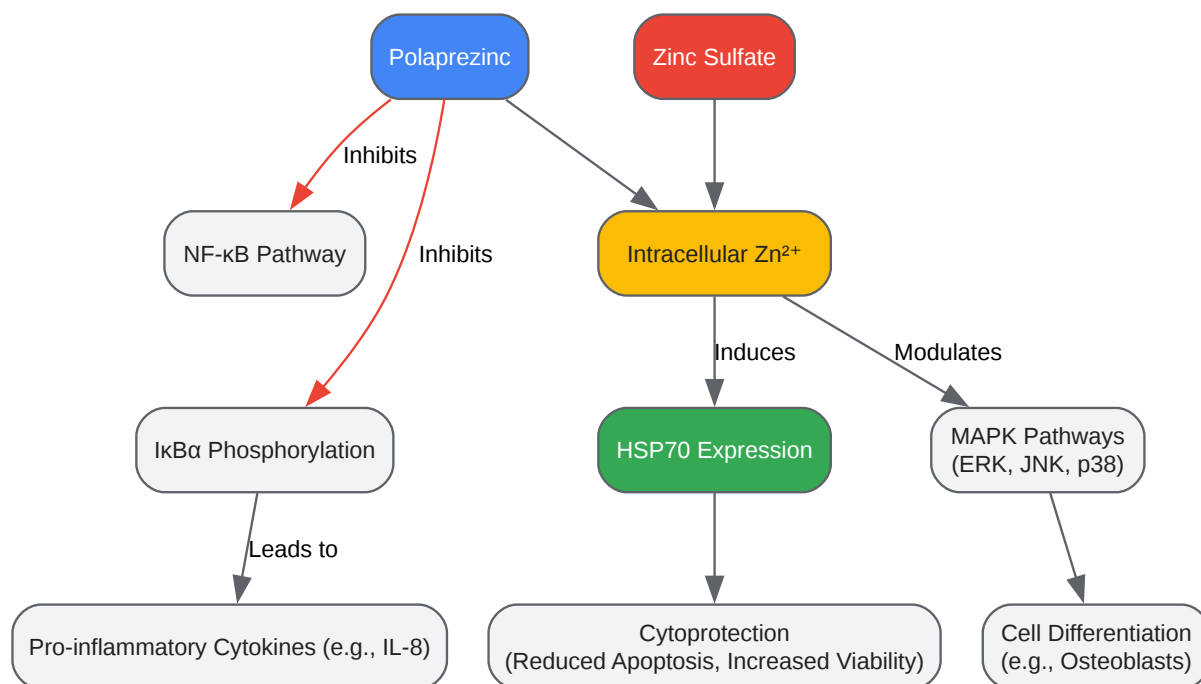 Polaprezinc
Zinc Sulfate
Inhibits
NF-κB Pathway
Inhibits
Intracellular Zn²⁺
Induces
Modulates
IκBα Phosphorylation
HSP70 Expression
MAPK Pathways
(ERK, JNK, p38)
Leads to
Pro-inflammatory Cytokines (e.g., IL-8)
Cytoprotection
(Reduced Apoptosis, Increased Viability)
Cell Differentiation
(e.g., Osteoblasts)